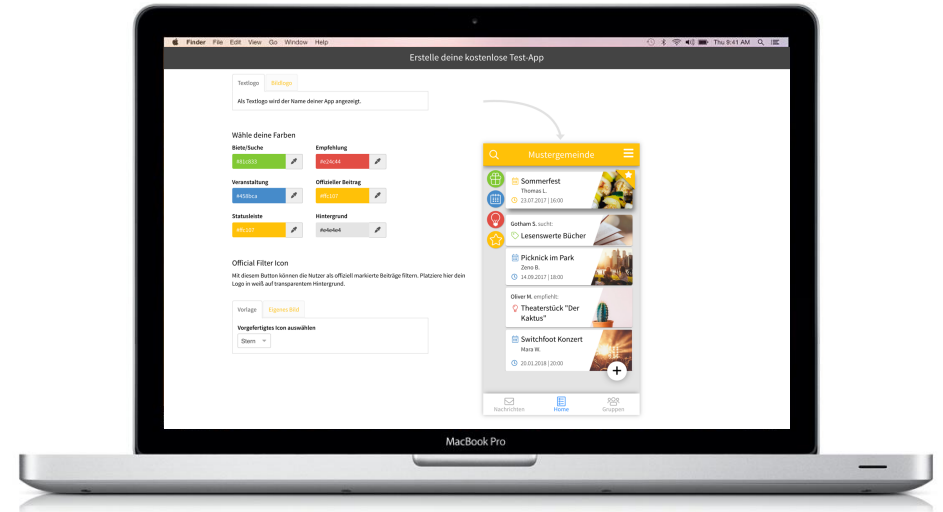 Finder File Edit View Go Window Help
Thu 9:41 AM
Erstelle deine kostenlose Test-App
Textlogo Bildlogo
Als Textlogo wird der Name deiner App angezeigt.
Wähle deine Farben
Biete/Suche Empfehlung
#81c833 #e24c44
Veranstaltung Offizieller Beitrag
#458bca #ffc107
Statusleiste Hintergrund
#ffc107 #e4e4e4
Official Filter Icon
Mit diesem Button können die Nutzer als offiziell markierte Beiträge filtern. Platziere hier dein
Logo in weiß auf transparentem Hintergrund.
Vorlage Eigenes Bild
Vorgefertigtes Icon auswählen
Stern
Mustergemeinde
Sommerfest
Thomas L.
23.07.2017 | 16:00
Gotham S. sucht:
Lesenswerte Bücher
Picknick im Park
Zeno B.
14.09.2017 | 18:00
Oliver M. empfiehlt:
Theaterstück "Der
Kaktus"
Switchfoot Konzert
Mara W.
20.01.2018 | 20:00
+
Nachrichten Home Gruppen
MacBook Pro